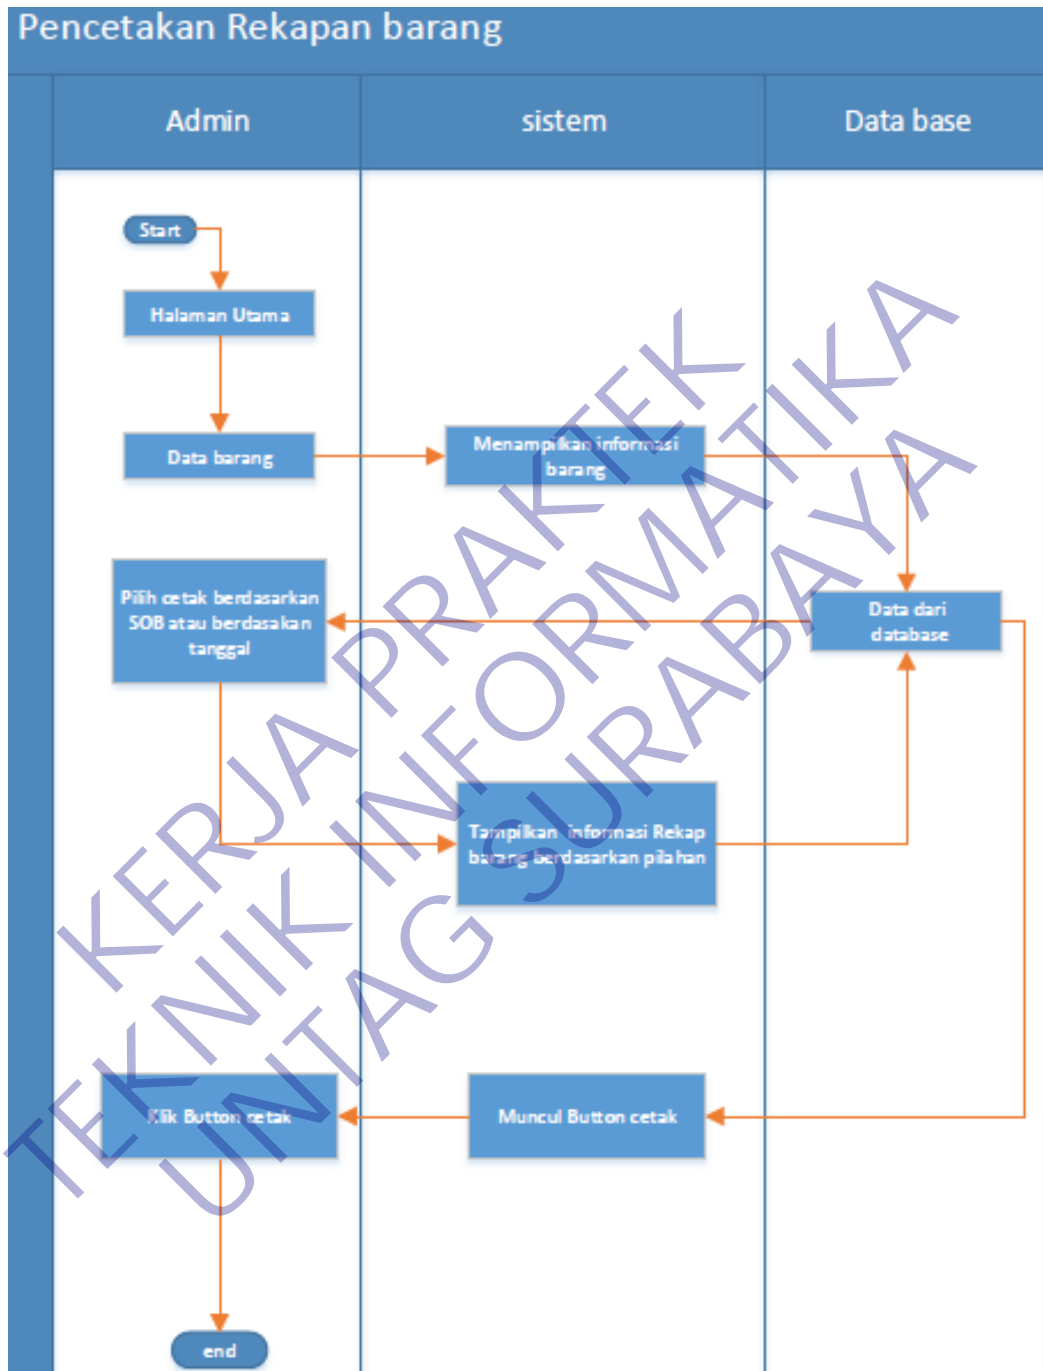 Pencetakan Rekapan barang
Admin
sistem
Data base
Start
Halaman Utama
Data barang
Menampilkan informasi
barang
Pilih cetak berdasarkan
SOB atau berdasakan
tanggal
Data dari
database
Tampilkan informasi Rekap
barang berdasarkan pilahan
Klik Button cetak
Muncul Button cetak
end
KERJA PRAKTEK
TEKNIK INFORMATIKA
UNTAG SURABAYA